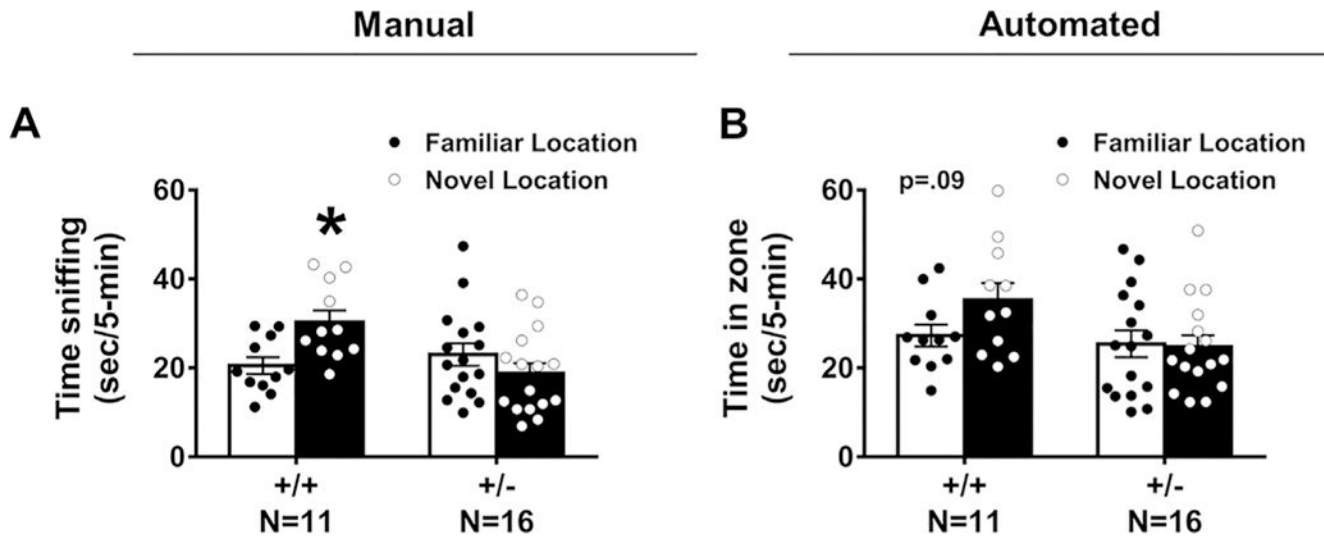 Manual
Automated
A
Familiar Location
Novel Location
Time sniffing
(sec/5-min)
60
40
20
0
*
+/+
N=11
+/-
N=16
B
Familiar Location
Novel Location
p=.09
Time in zone
(sec/5-min)
60
40
20
0
+/+
N=11
+/-
N=16